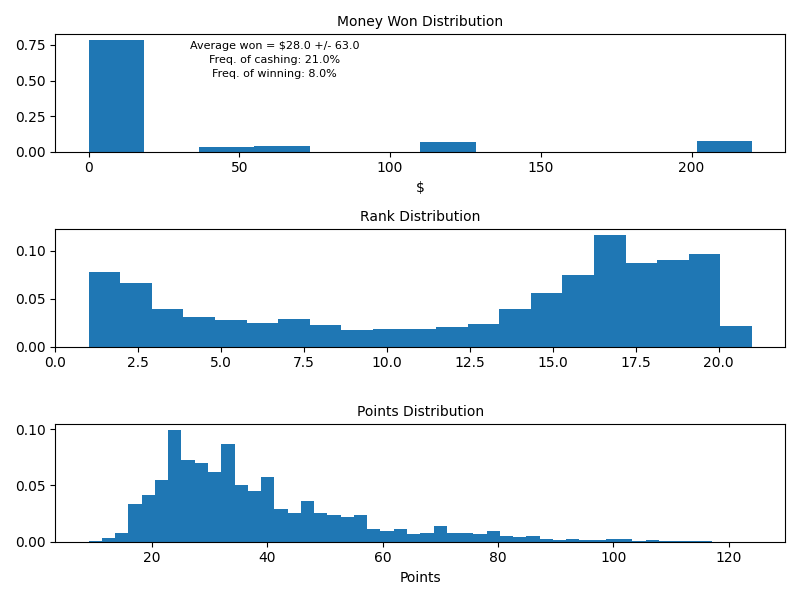 Money Won Distribution
Average won = $28.0 +/- 63.0
Freq. of cashing: 21.0%
Freq. of winning: 8.0%
0.75
0.50
0.25
0.00
0 50 100 150 200
$
Rank Distribution
0.10
0.05
0.00
0.0 2.5 5.0 7.5 10.0 12.5 15.0 17.5 20.0
Points Distribution
0.10
0.05
0.00
20 40 60 80 100 120
Points